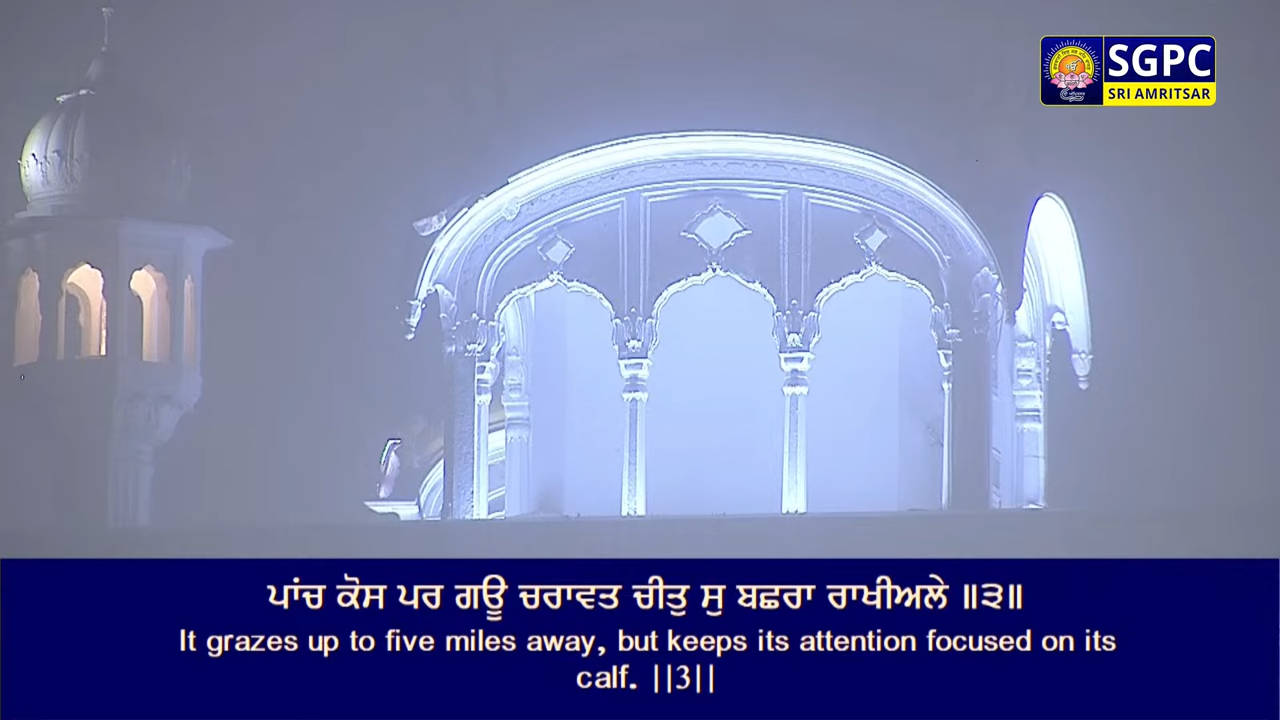 SGPC
SRI AMRITSAR
ਪਾਂਚ ਕੋਸ ਪਰ ਗਊ ਚਰਾਵਤ ਚੀਤੁ ਸੁ ਬਛਰਾ ਰਾਖੀਅਲੇ ॥੩॥
It grazes up to five miles away, but keeps its attention focused on its
calf. ||3||